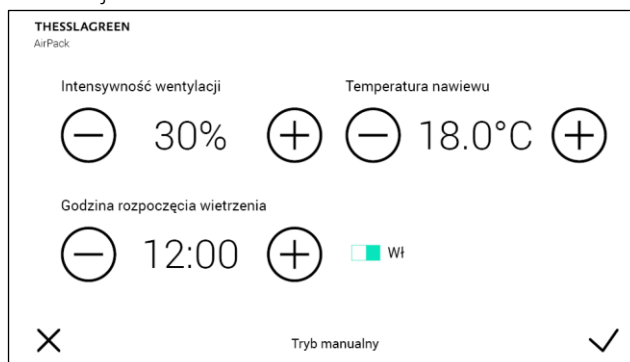 THESSLAGREEN
AirPack
Intensywność wentylacji
Temperatura nawiewu
30%
18.0°C
Godzina rozpoczęcia wietrzenia
12:00
Wł
Tryb manualny